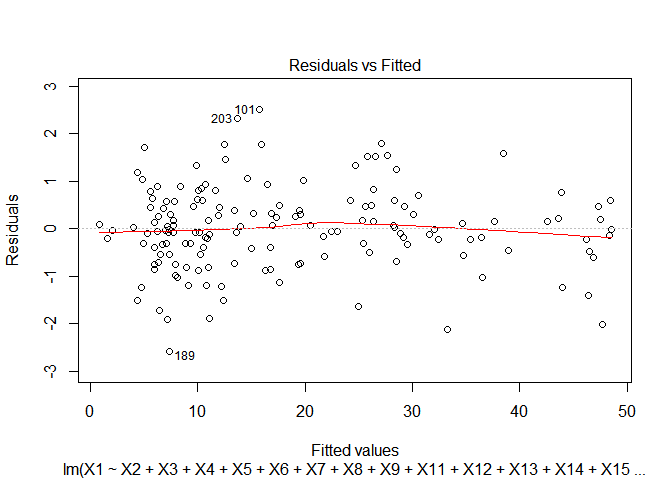 Residuals vs Fitted
Residuals
3
2
1
0
-1
-2
-3
101
203
189
0 10 20 30 40 50
Fitted values
lm(X1 ~ X2 + X3 + X4 + X5 + X6 + X7 + X8 + X9 + X11 + X12 + X13 + X14 + X15 ...